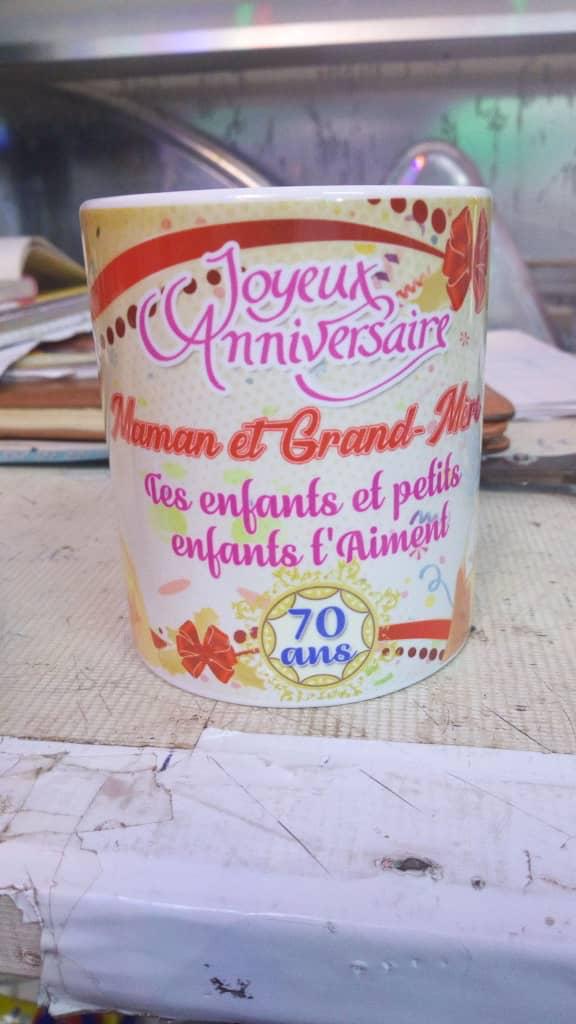 Joyeux
Anniversaire
Maman et Grand-Mère
Tes enfants et petits
enfants t'Aiment
70
ans